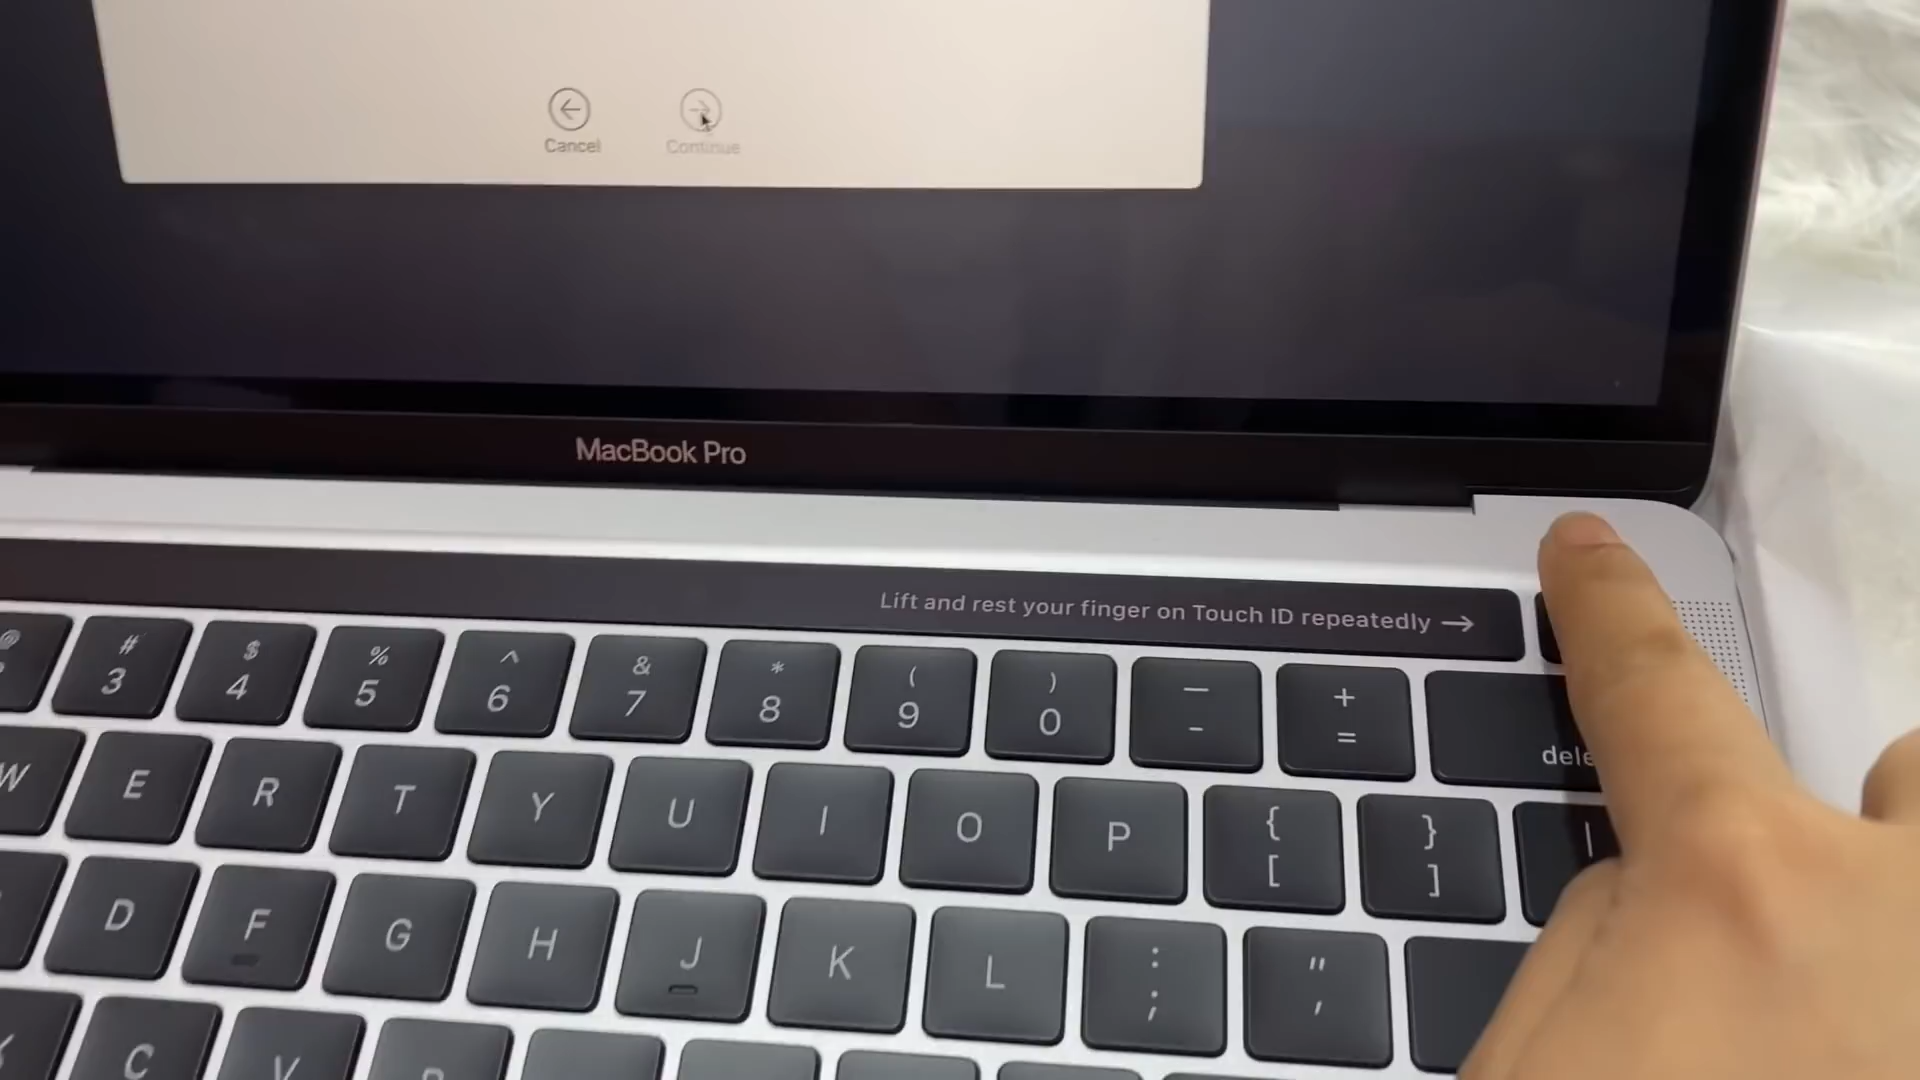 Cancel Continue
MacBook Pro
Lift and rest your finger on Touch ID repeatedly →
# $ % ^ & * ( ) — +
3 4 5 6 7 8 9 0 - =
dele
W E R T Y U I O P { } |
[ ]
D F G H J K L : "
; '
C V